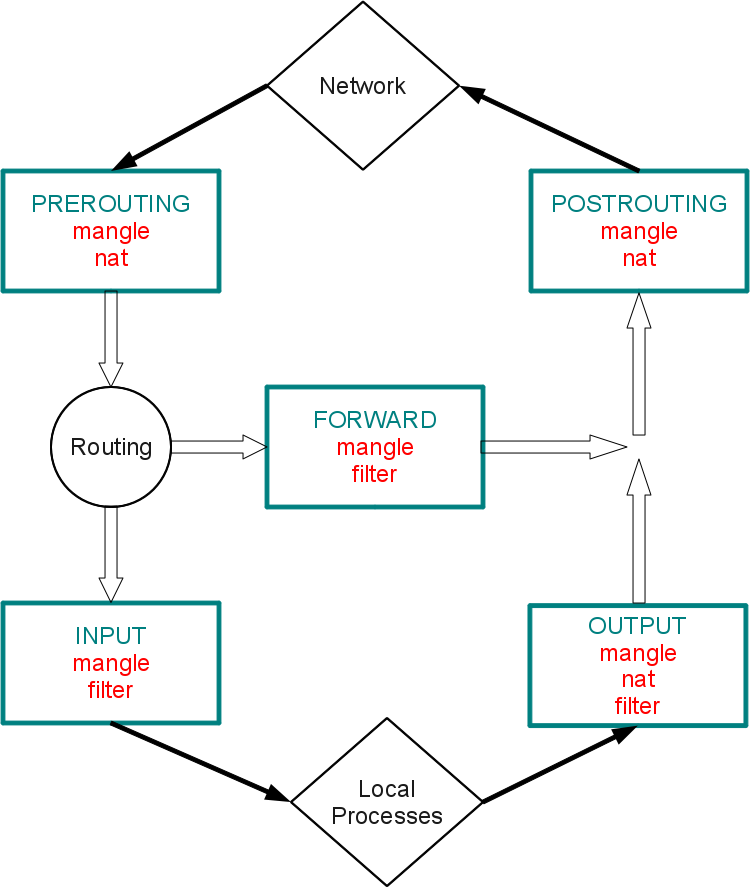 Network
PREROUTING
mangle
nat
POSTROUTING
mangle
nat
Routing
FORWARD
mangle
filter
INPUT
mangle
filter
OUTPUT
mangle
nat
filter
Local
Processes